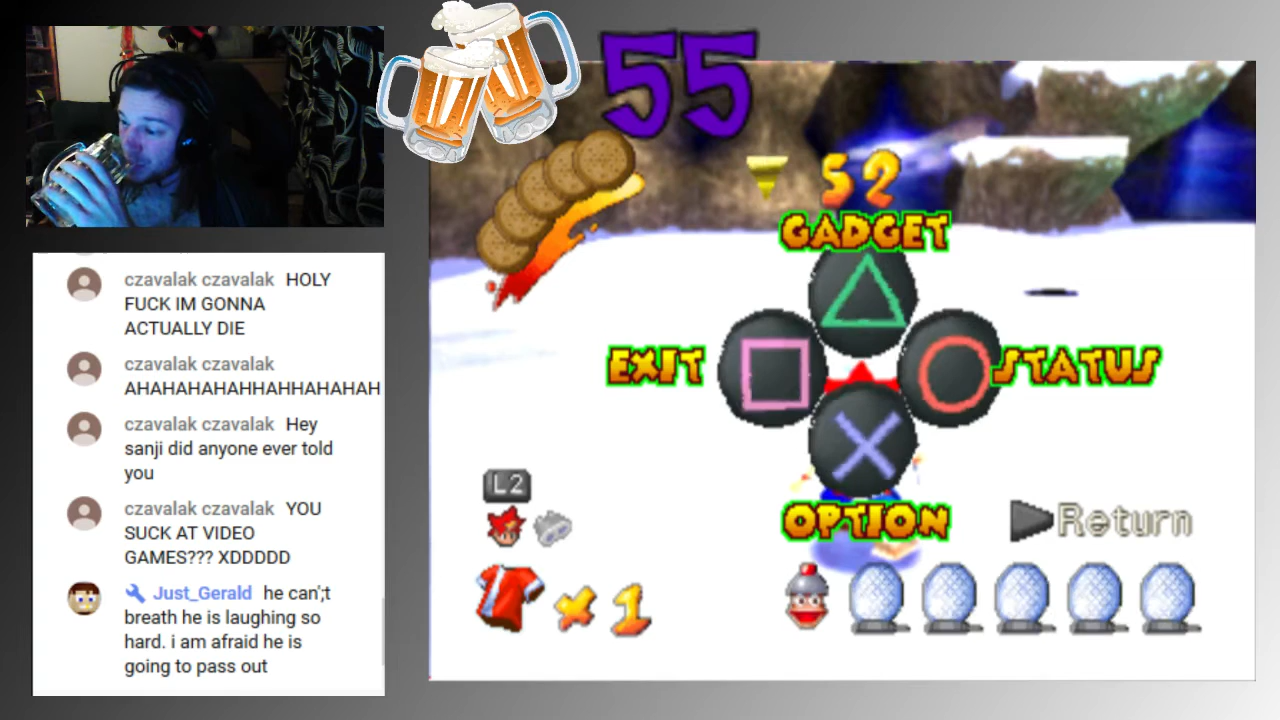 czavalak czavalak HOLY
FUCK IM GONNA
ACTUALLY DIE
czavalak czavalak
AHAHAHAHAHHAHHAHAHAH
czavalak czavalak Hey
sanji did anyone ever told
you
czavalak czavalak YOU
SUCK AT VIDEO
GAMES??? XDDDDD
Just_Gerald he can';t
breath he is laughing so
hard. i am afraid he is
going to pass out
55
52
GADGET
EXIT
STATUS
L2
OPTION
Return
x 1